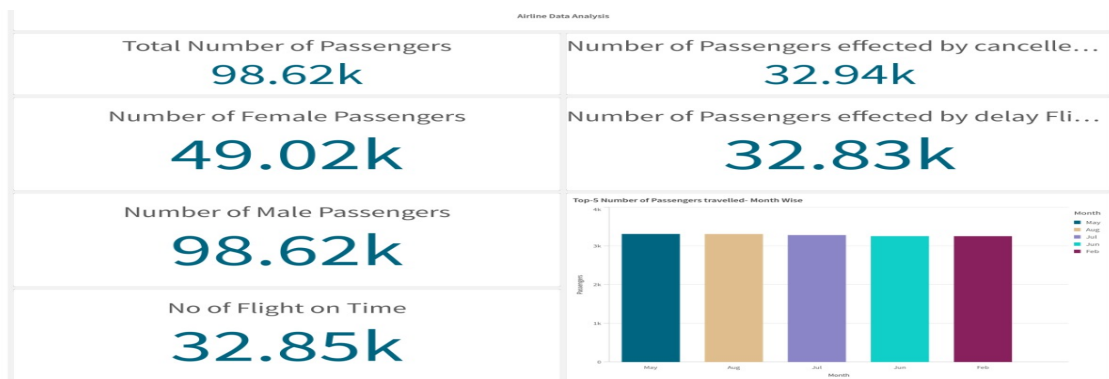 Airline Data Analysis
Total Number of Passengers
98.62k
Number of Passengers effected by cancelle...
32.94k
Number of Female Passengers
49.02k
Number of Passengers effected by delay Fli...
32.83k
Number of Male Passengers
98.62k
No of Flight on Time
32.85k
Top-5 Number of Passengers travelled- Month Wise
4k
3k
2k
1k
0
Passengers
May
Aug
Jul
Jun
Feb
Month
Month
May
Aug
Jul
Jun
Feb